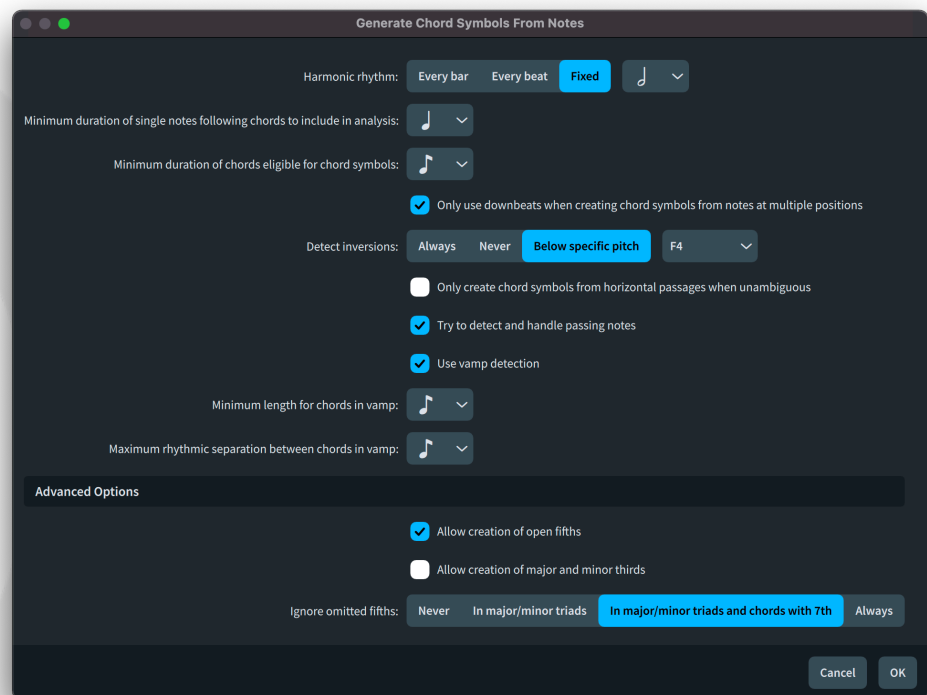 Generate Chord Symbols From Notes
Harmonic rhythm: Every bar Every beat Fixed
Minimum duration of single notes following chords to include in analysis:
Minimum duration of chords eligible for chord symbols:
Only use downbeats when creating chord symbols from notes at multiple positions
Detect inversions: Always Never Below specific pitch F4
Only create chord symbols from horizontal passages when unambiguous
Try to detect and handle passing notes
Use vamp detection
Minimum length for chords in vamp:
Maximum rhythmic separation between chords in vamp:
Advanced Options
Allow creation of open fifths
Allow creation of major and minor thirds
Ignore omitted fifths: Never In major/minor triads In major/minor triads and chords with 7th Always
Cancel OK